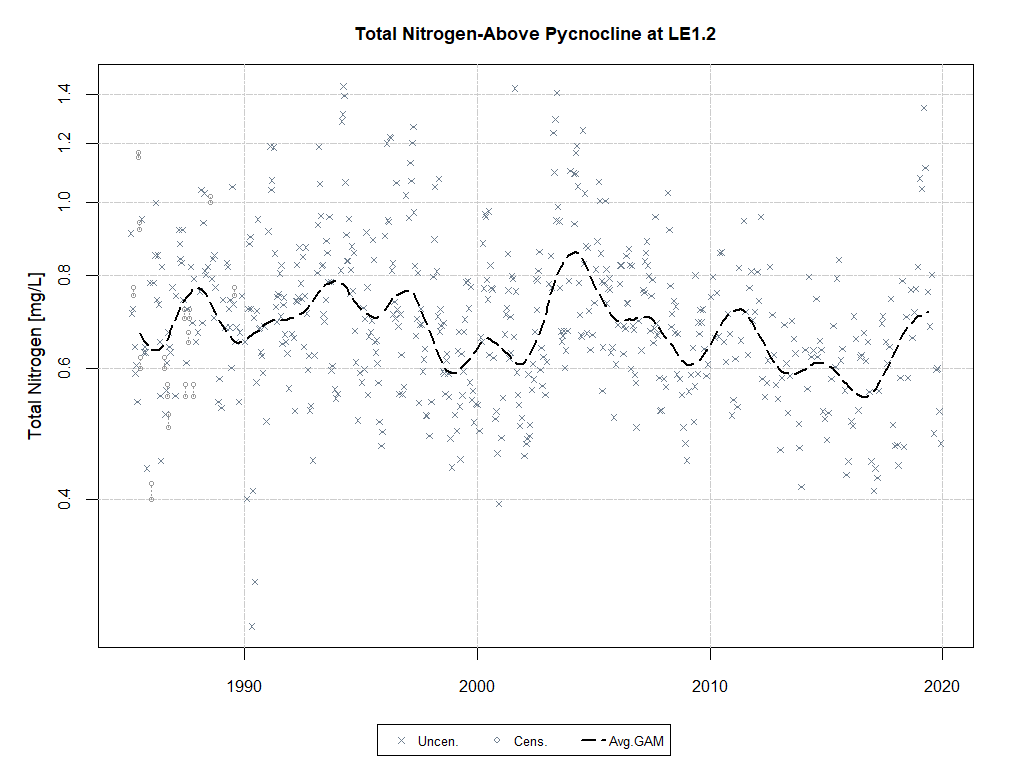 Total Nitrogen-Above Pycnocline at LE1.2
Total Nitrogen [mg/L]
1.4
1.2
1.0
0.8
0.6
0.4
1990 2000 2010 2020
Uncen. Cens. Avg.GAM